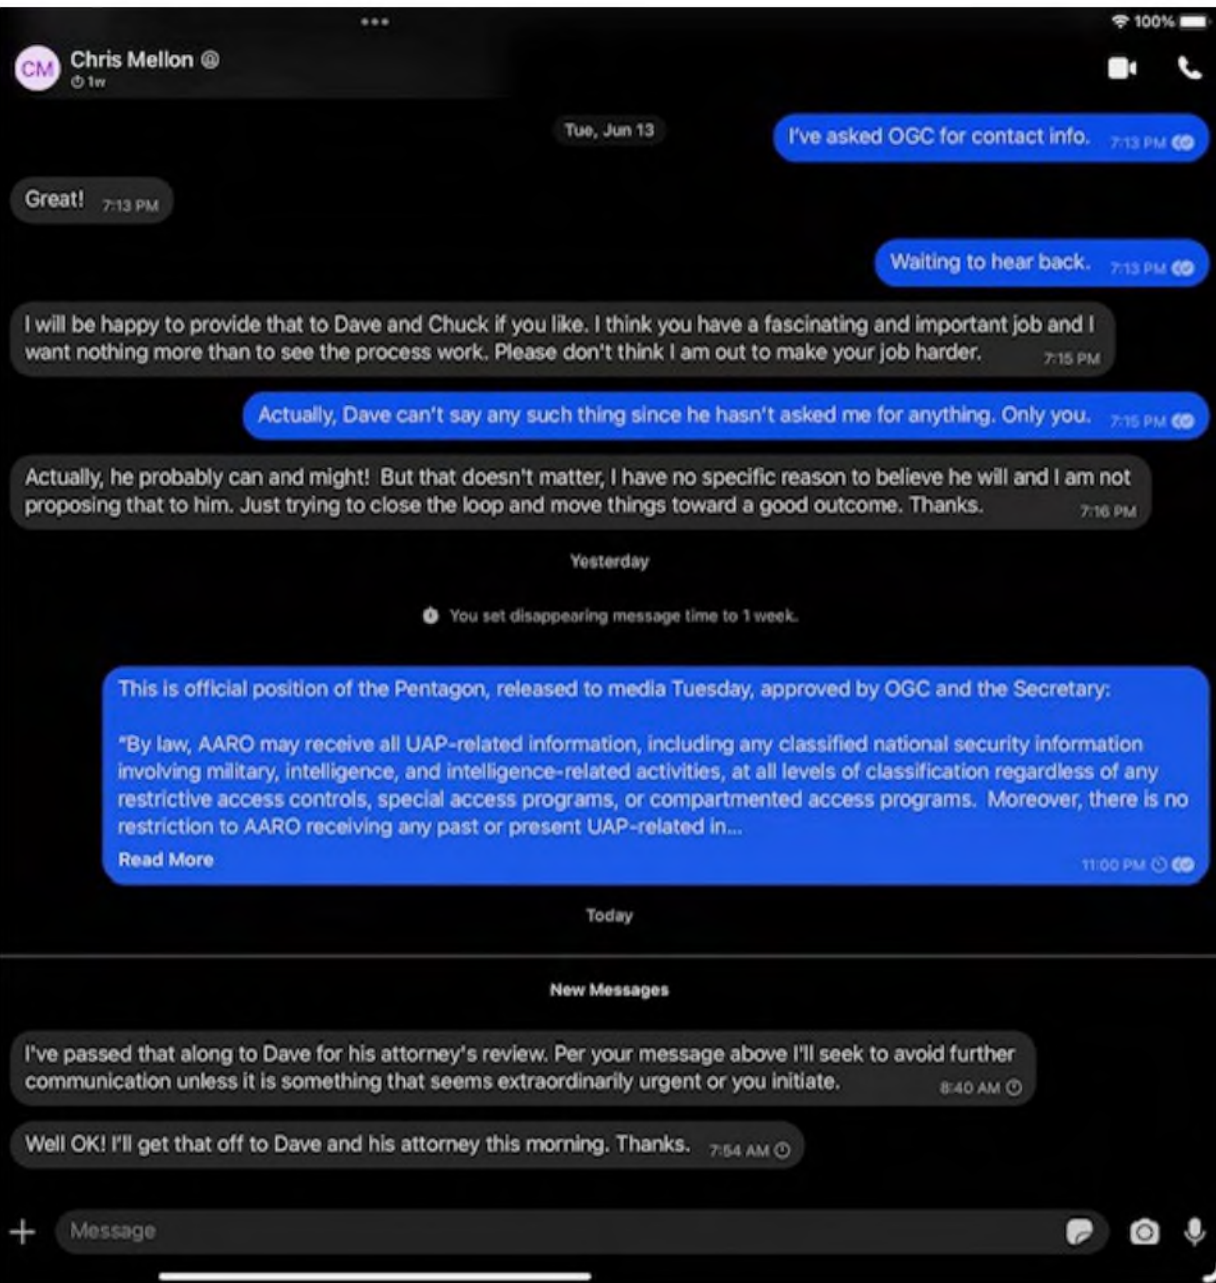 100%
CM
Chris Mellon
1w
Tue, Jun 13
I've asked OGC for contact info. 7:13 PM
Great! 7:13 PM
Waiting to hear back. 7:13 PM
I will be happy to provide that to Dave and Chuck if you like. I think you have a fascinating and important job and I
want nothing more than to see the process work. Please don't think I am out to make your job harder. 7:15 PM
Actually, Dave can't say any such thing since he hasn't asked me for anything. Only you. 7:15 PM
Actually, he probably can and might! But that doesn't matter, I have no specific reason to believe he will and I am not
proposing that to him. Just trying to close the loop and move things toward a good outcome. Thanks. 7:16 PM
Yesterday
You set disappearing message time to 1 week.
This is official position of the Pentagon, released to media Tuesday, approved by OGC and the Secretary:
"By law, AARO may receive all UAP-related information, including any classified national security information
involving military, intelligence, and intelligence-related activities, at all levels of classification regardless of any
restrictive access controls, special access programs, or compartmented access programs. Moreover, there is no
restriction to AARO receiving any past or present UAP-related in...
Read More 11:00 PM
Today
New Messages
I've passed that along to Dave for his attorney's review. Per your message above I'll seek to avoid further
communication unless it is something that seems extraordinarily urgent or you initiate. 8:40 AM
Well OK! I'll get that off to Dave and his attorney this morning. Thanks. 7:54 AM
Message